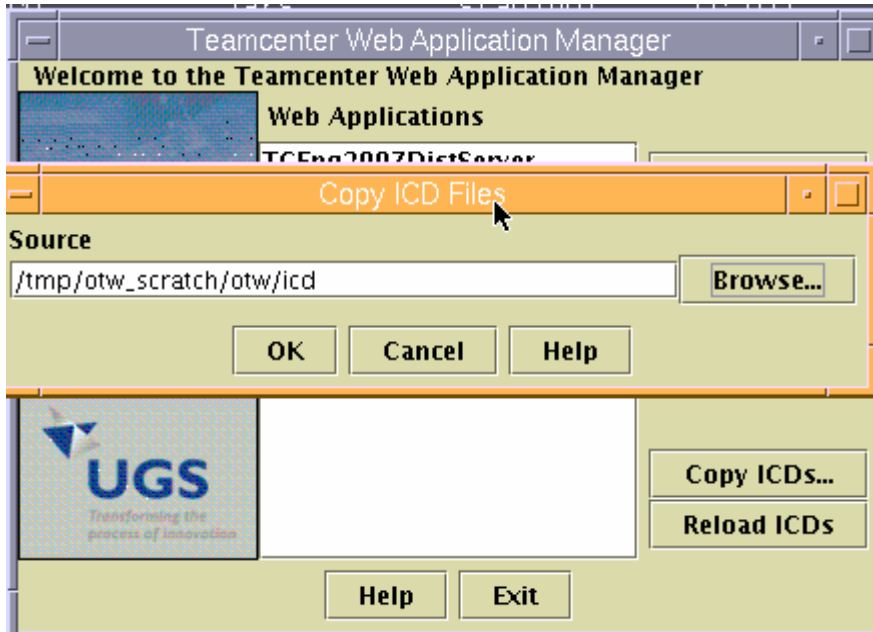 Teamcenter Web Application Manager
Welcome to the Teamcenter Web Application Manager
Web Applications
TCEng2007DistServer
Copy ICD Files
Source
/tmp/otw_scratch/otw/icd
Browse...
OK Cancel Help
UGS
Transforming the
process of innovation
Copy ICDs...
Reload ICDs
Help Exit